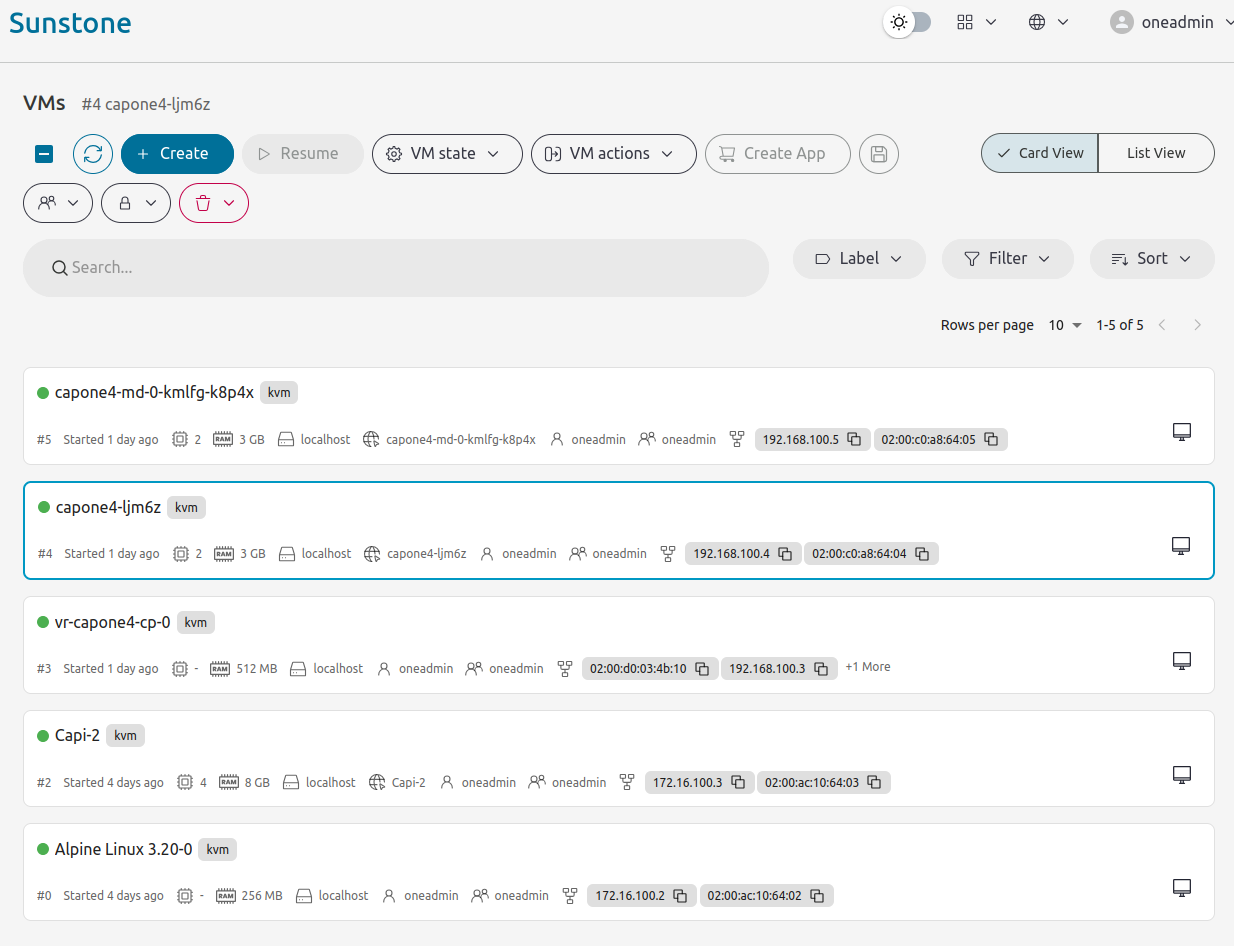 Sunstone
oneadmin
VMs #4 capone4-ljm6z
Create Resume VM state VM actions Create App Card View List View
Search... Label Filter Sort
Rows per page 10 1-5 of 5
capone4-md-0-kmlfg-k8p4x kvm
#5 Started 1 day ago 2 RAM 3 GB localhost capone4-md-0-kmlfg-k8p4x oneadmin oneadmin 192.168.100.5 02:00:c0:a8:64:05
capone4-ljm6z kvm
#4 Started 1 day ago 2 RAM 3 GB localhost capone4-ljm6z oneadmin oneadmin 192.168.100.4 02:00:c0:a8:64:04
vr-capone4-cp-0 kvm
#3 Started 1 day ago - RAM 512 MB localhost oneadmin oneadmin 02:00:d0:03:4b:10 192.168.100.3 +1 More
Capi-2 kvm
#2 Started 4 days ago 4 RAM 8 GB localhost Capi-2 oneadmin oneadmin 172.16.100.3 02:00:ac:10:64:03
Alpine Linux 3.20-0 kvm
#0 Started 4 days ago - RAM 256 MB localhost oneadmin oneadmin 172.16.100.2 02:00:ac:10:64:02